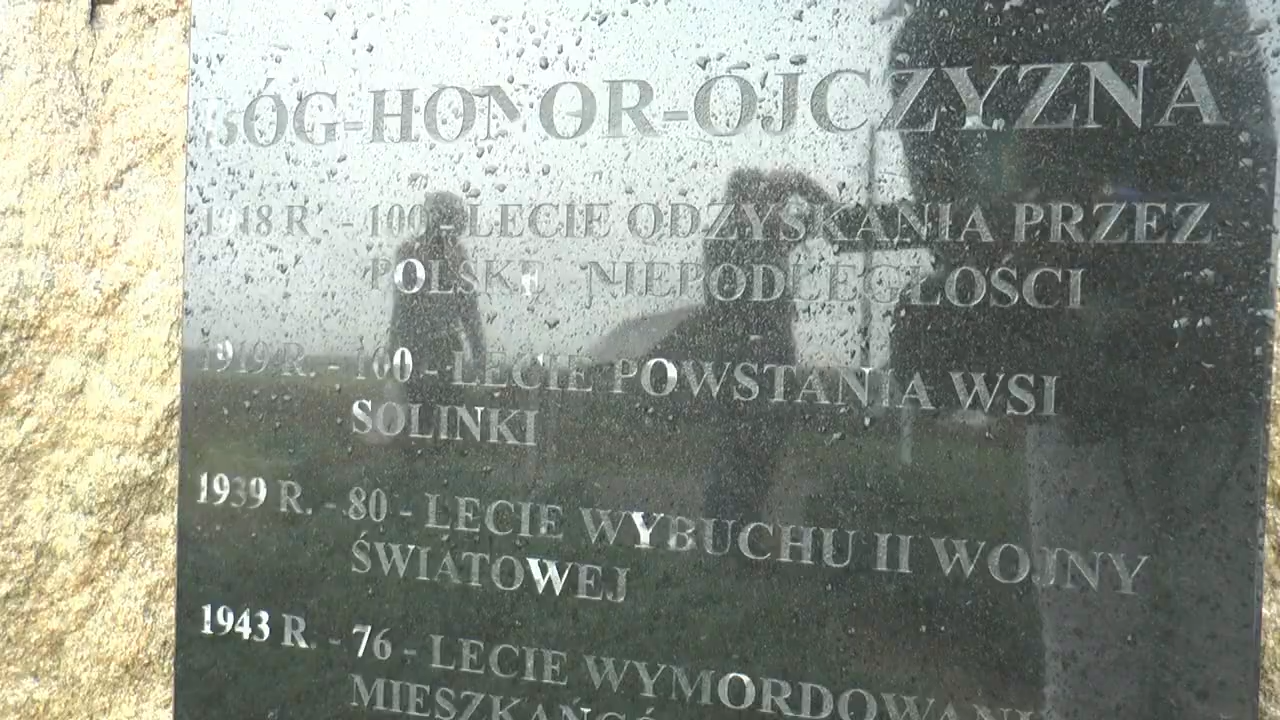 BÓG-HONOR-OJCZYZNA
1918 R. - 100 - LECIE ODZYSKANIA PRZEZ
POLSKĘ NIEPODLEGŁOŚCI
1919 R. - 100 - LECIE POWSTANIA WSI
SOLINKI
1939 R. - 80 - LECIE WYBUCHU II WOJNY
ŚWIATOWEJ
1943 R. - 76 - LECIE